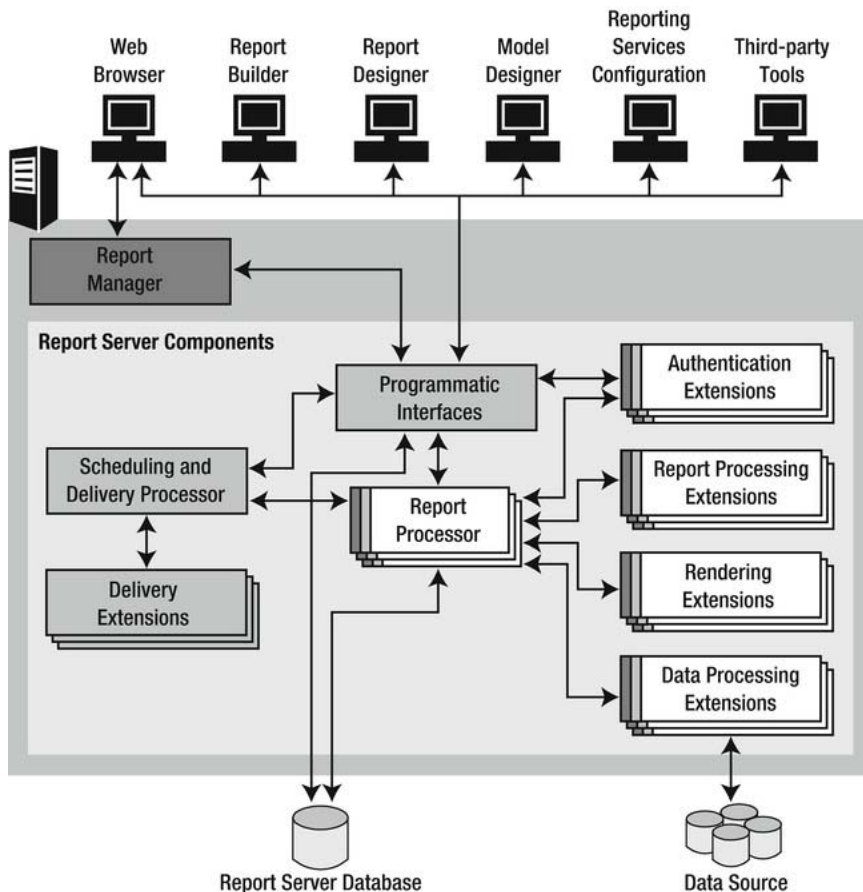 Web
Browser
Report
Builder
Report
Designer
Model
Designer
Reporting
Services
Configuration
Third-party
Tools
Report
Manager
Report Server Components
Programmatic
Interfaces
Authentication
Extensions
Scheduling and
Delivery Processor
Report
Processor
Report Processing
Extensions
Delivery
Extensions
Rendering
Extensions
Data Processing
Extensions
Report Server Database
Data Source